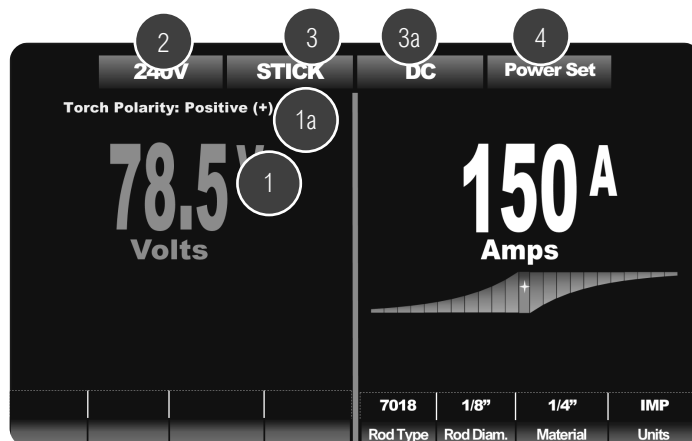 2
3
3a
4
240V
STICK
DC
Power Set
Torch Polarity: Positive (+)
1a
78.5 V
1
Volts
150 A
Amps
7018
1/8”
1/4”
IMP
Rod Type
Rod Diam.
Material
Units